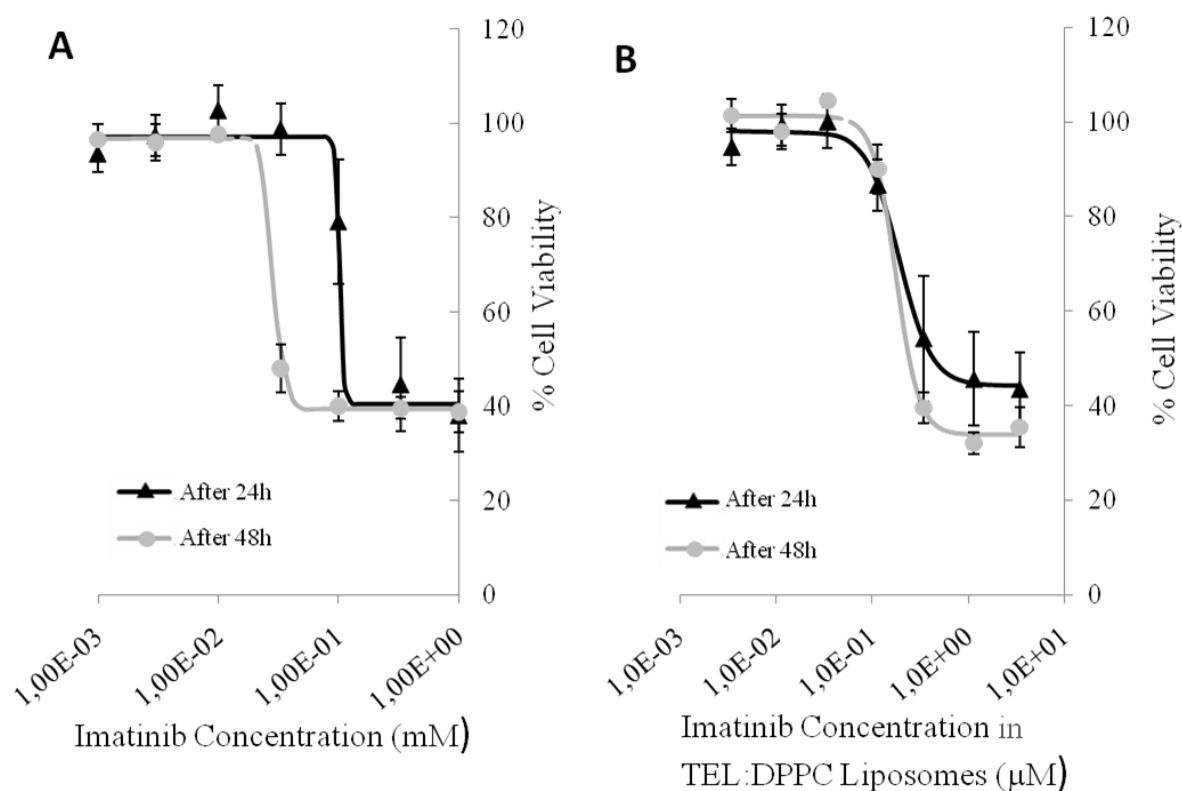 A
120
100
80
60
40
20
0
% Cell Viability
After 24h
After 48h
1,00E-03
1,00E-02
1,00E-01
1,00E+00
Imatinib Concentration (mM)
B
120
100
80
60
40
20
0
% Cell Viability
After 24h
After 48h
1,0E-03
1,0E-02
1,0E-01
1,0E+00
1,0E+01
Imatinib Concentration in
TEL:DPPC Liposomes (µM)